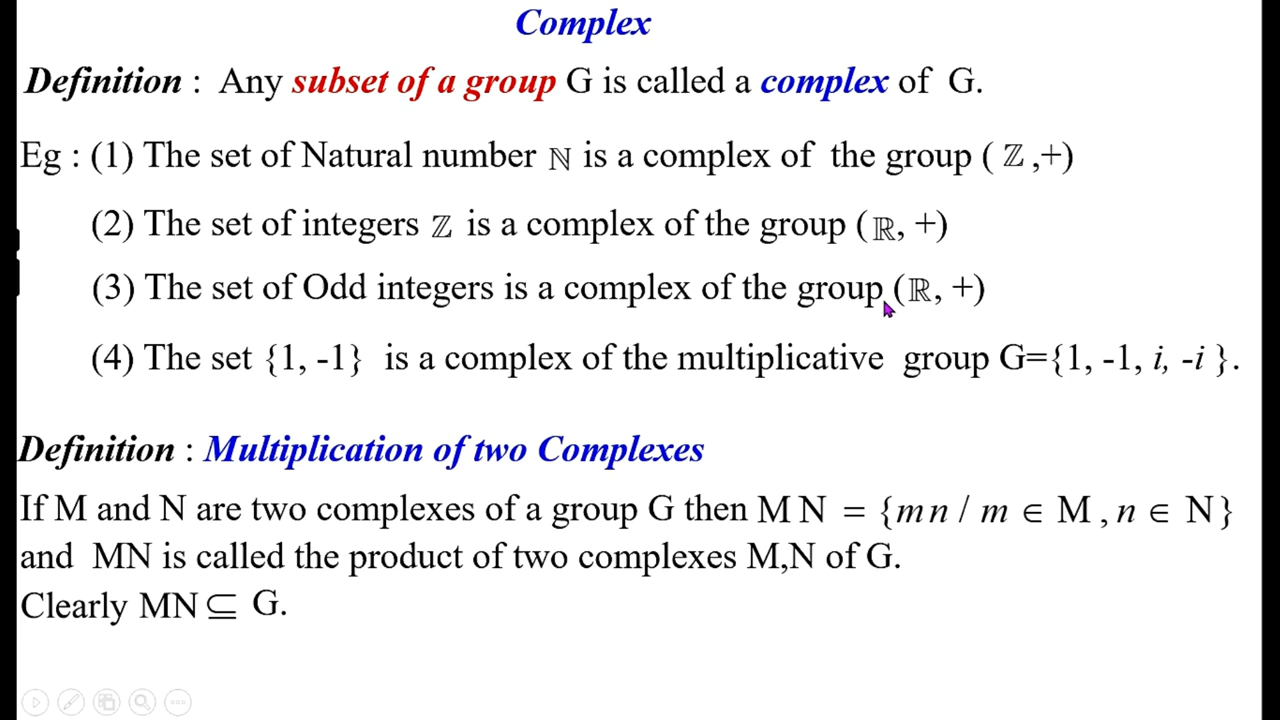 Complex
Definition : Any subset of a group G is called a complex of G.
Eg : (1) The set of Natural number ℕ is a complex of the group ( ℤ ,+)
(2) The set of integers ℤ is a complex of the group (ℝ, +)
(3) The set of Odd integers is a complex of the group (ℝ, +)
(4) The set {1, -1} is a complex of the multiplicative group G={1, -1, i, -i }.
Definition : Multiplication of two Complexes
If M and N are two complexes of a group G then M N = {m n / m ∈ M , n ∈ N}
and MN is called the product of two complexes M,N of G.
Clearly MN ⊆ G.